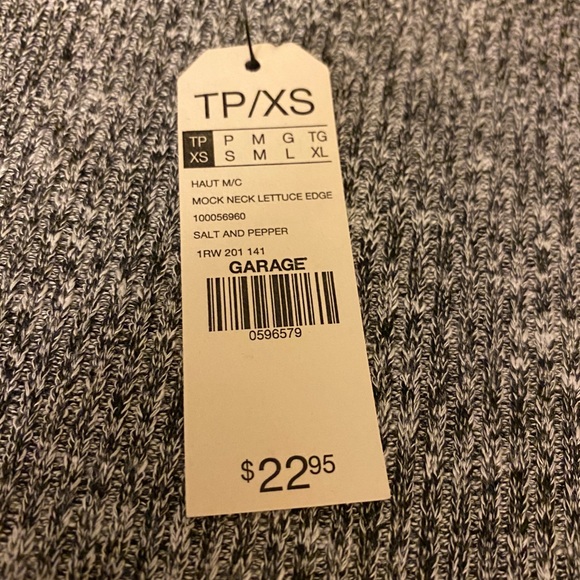 TP/XS
TP P M G TG
XS S M L XL
HAUT M/C
MOCK NECK LETTUCE EDGE
100056960
SALT AND PEPPER
1RW 201 141
GARAGE
0596579
$22.95